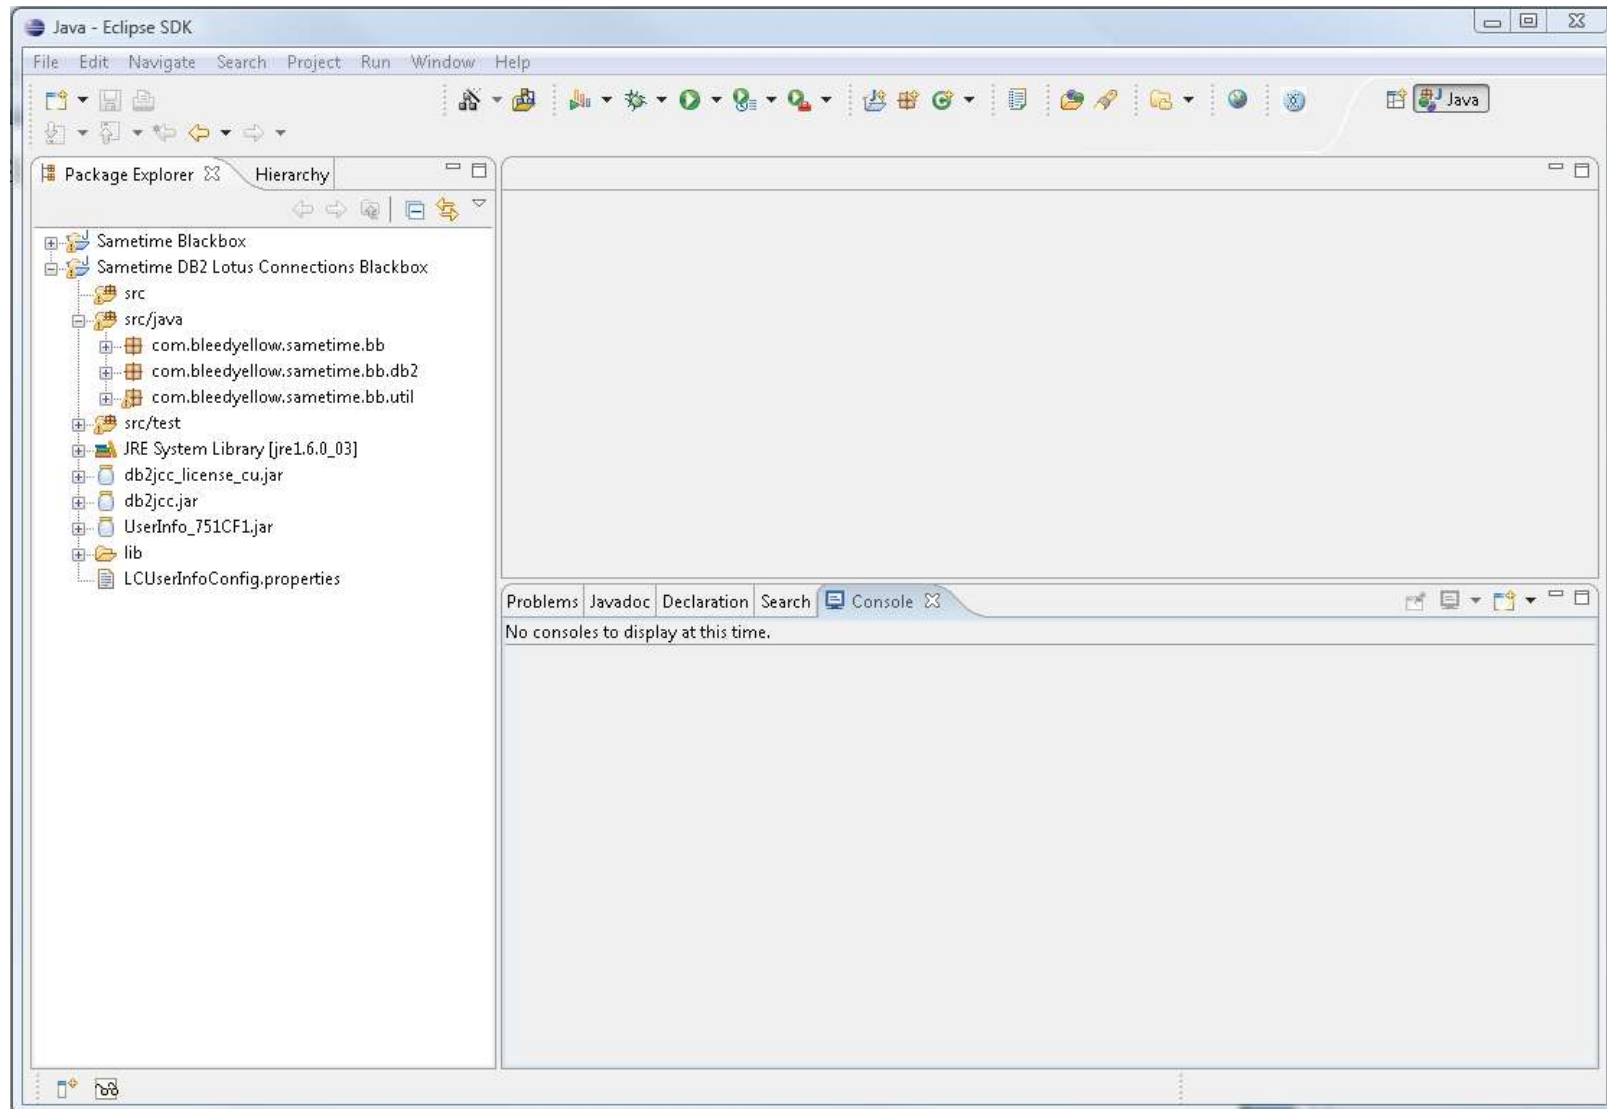 Java - Eclipse SDK
File Edit Navigate Search Project Run Window Help
Java
Package Explorer Hierarchy
Sametime Blackbox
Sametime DB2 Lotus Connections Blackbox
src
src/java
com.bleedyellow.sametime.bb
com.bleedyellow.sametime.bb.db2
com.bleedyellow.sametime.bb.util
src/test
JRE System Library [jre1.6.0_03]
db2jcc_license_cu.jar
db2jcc.jar
UserInfo_751CF1.jar
lib
LCUserInfoConfig.properties
Problems Javadoc Declaration Search Console
No consoles to display at this time.